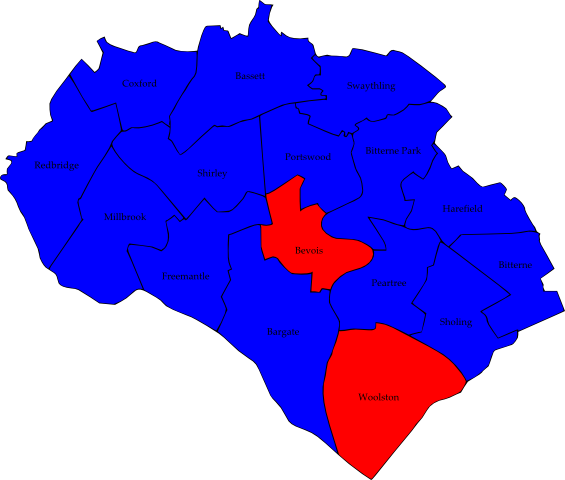 Bassett
Coxford
Swaythling
Bitterne Park
Portswood
Redbridge
Shirley
Harefield
Millbrook
Bevois
Bitterne
Freemantle
Peartree
Sholing
Bargate
Woolston